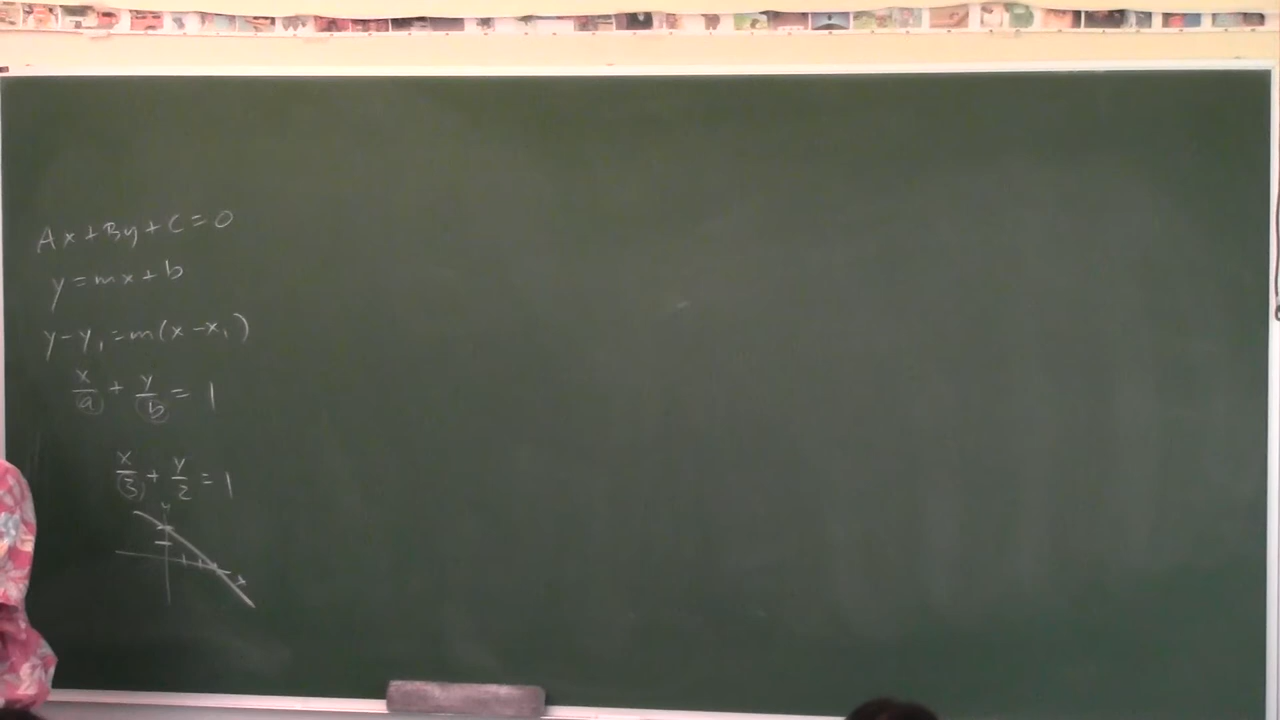 Ax+By+C=0
y=mx+b
y-y₁=m(x-x₁)
x/a + y/b = 1
x/3 + y/2 = 1
y
x